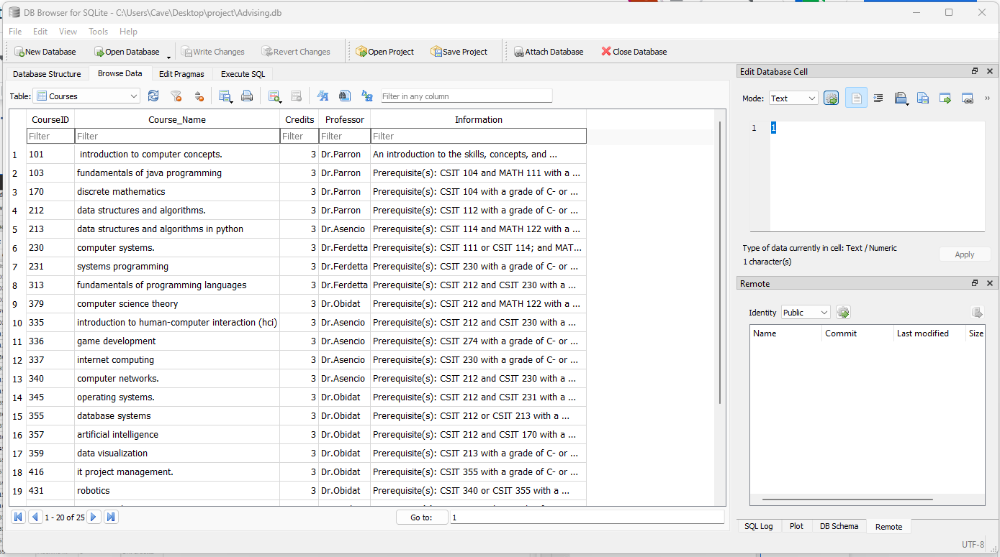 DB Browser for SQLite - C:\Users\Cave\Desktop\project\Advising.db
File Edit View Tools Help
New Database Open Database Write Changes Revert Changes Open Project Save Project Attach Database Close Database
Database Structure Browse Data Edit Pragmas Execute SQL
Table: Courses Filter in any column
CourseID Course_Name Credits Professor Information
Filter Filter Filter Filter Filter
1 101 introduction to computer concepts. 3 Dr.Parron An introduction to the skills, concepts, and ...
2 103 fundamentals of java programming 3 Dr.Parron Prerequisite(s): CSIT 104 and MATH 111 with a ...
3 170 discrete mathematics 3 Dr.Parron Prerequisite(s): CSIT 104 with a grade of C- or ...
4 212 data structures and algorithms. 3 Dr.Parron Prerequisite(s): CSIT 112 with a grade of C- or ...
5 213 data structures and algorithms in python 3 Dr.Asencio Prerequisite(s): CSIT 114 and MATH 122 with a ...
6 230 computer systems. 3 Dr.Ferdetta Prerequisite(s): CSIT 111 or CSIT 114; and MAT...
7 231 systems programming 3 Dr.Ferdetta Prerequisite(s): CSIT 230 with a grade of C- or ...
8 313 fundamentals of programming languages 3 Dr.Ferdetta Prerequisite(s): CSIT 212 and CSIT 230 with a ...
9 379 computer science theory 3 Dr.Obidat Prerequisite(s): CSIT 212 and MATH 122 with a ...
10 335 introduction to human-computer interaction (hci) 3 Dr.Asencio Prerequisite(s): CSIT 212 and CSIT 230 with a ...
11 336 game development 3 Dr.Asencio Prerequisite(s): CSIT 274 with a grade of C- or ...
12 337 internet computing 3 Dr.Asencio Prerequisite(s): CSIT 230 with a grade of C- or ...
13 340 computer networks. 3 Dr.Asencio Prerequisite(s): CSIT 212 and CSIT 230 with a ...
14 345 operating systems. 3 Dr.Obidat Prerequisite(s): CSIT 212 and CSIT 231 with a ...
15 355 database systems 3 Dr.Obidat Prerequisite(s): CSIT 212 or CSIT 213 with a ...
16 357 artificial intelligence 3 Dr.Obidat Prerequisite(s): CSIT 212 and CSIT 170 with a ...
17 359 data visualization 3 Dr.Obidat Prerequisite(s): CSIT 213 with a grade of C- or ...
18 416 it project management. 3 Dr.Obidat Prerequisite(s): CSIT 355 with a grade of C- or ...
19 431 robotics 3 Dr.Obidat Prerequisite(s): CSIT 340 or CSIT 355 with a ...
1 - 20 of 25 Go to: 1
Edit Database Cell
Mode: Text »
1 1
Type of data currently in cell: Text / Numeric
1 character(s)
Apply
Remote
Identity Public
Name Commit Last modified Size
SQL Log Plot DB Schema Remote
UTF-8